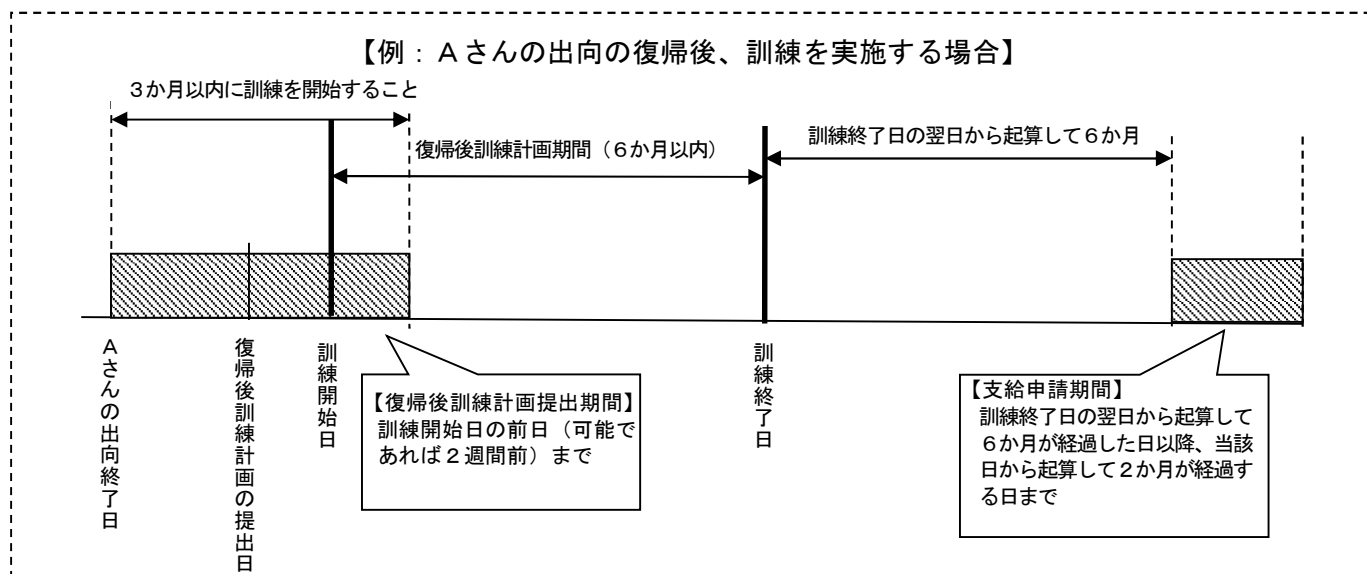 【例：Ａさんの出向の復帰後、訓練を実施する場合】
３か月以内に訓練を開始すること
復帰後訓練計画期間（６か月以内）
訓練終了日の翌日から起算して６か月
Ａさんの出向終了日
復帰後訓練計画の提出日
訓練開始日
【復帰後訓練計画提出期間】
訓練開始日の前日（可能で
あれば２週間前）まで
訓練終了日
【支給申請期間】
訓練終了日の翌日から起算して
６か月が経過した日以降、当該
日から起算して２か月が経過す
る日まで